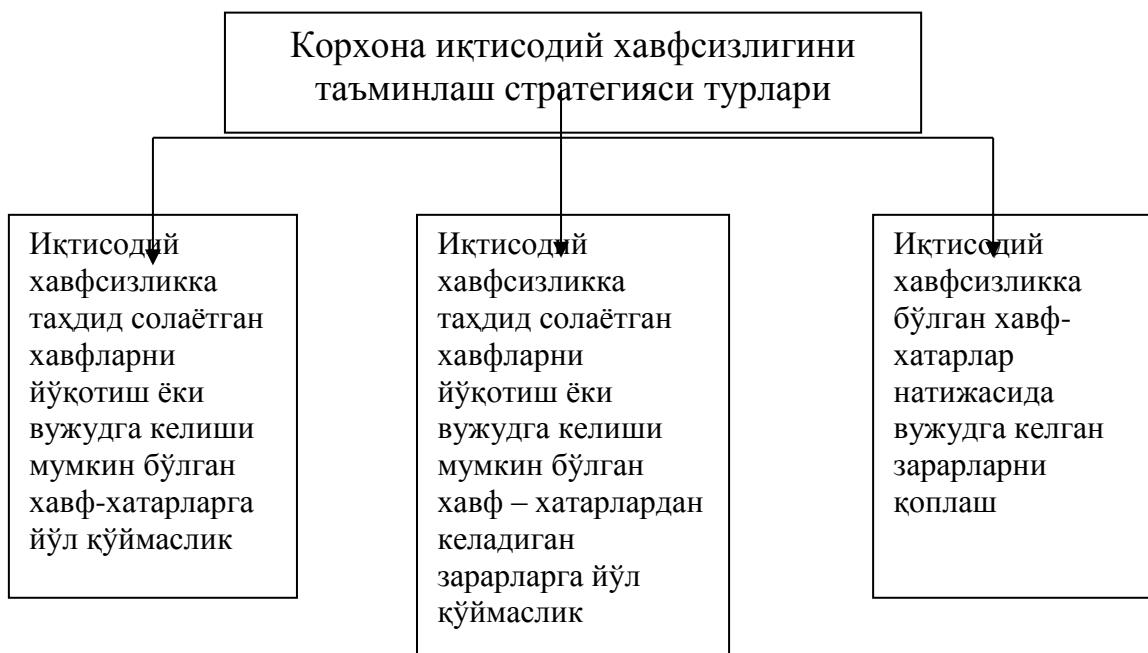 Корхона иқтисодий хавфсизлигини
таъминлаш стратегияси турлари
Иқтисодий
хавфсизликка
таҳдид солаётган
хавфларни
йўқотиш ёки
вужудга келиши
мумкин бўлган
хавф-хатарларга
йўл қўймаслик
Иқтисодий
хавфсизликка
таҳдид солаётган
хавфларни
йўқотиш ёки
вужудга келиши
мумкин бўлган
хавф – хатарлардан
келадиган
зарарларга йўл
қўймаслик
Иқтисодий
хавфсизликка
бўлган хавф-
хатарлар
натижасида
вужудга келган
зарарларни
қоплаш